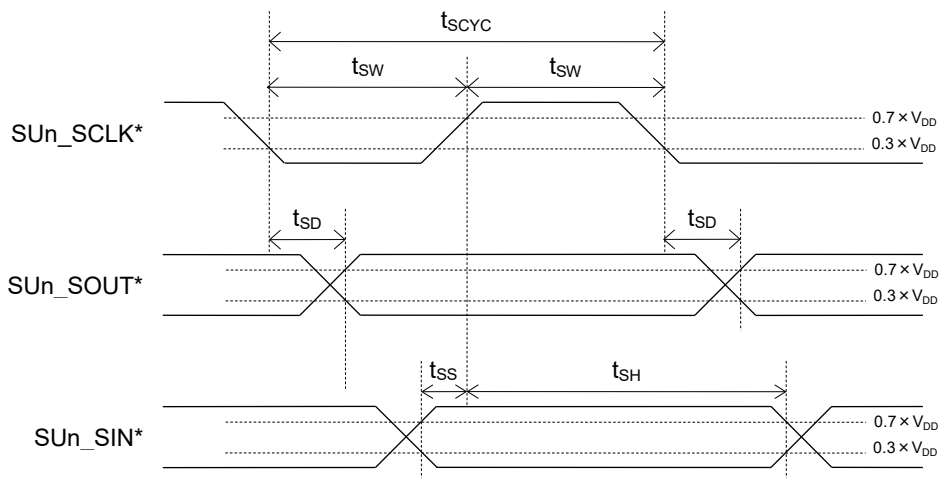 tSCYC
tSW tSW
SUn_SCLK*
0.7 × VDD
0.3 × VDD
tSD tSD
SUn_SOUT*
0.7 × VDD
0.3 × VDD
tSS tSH
SUn_SIN*
0.7 × VDD
0.3 × VDD